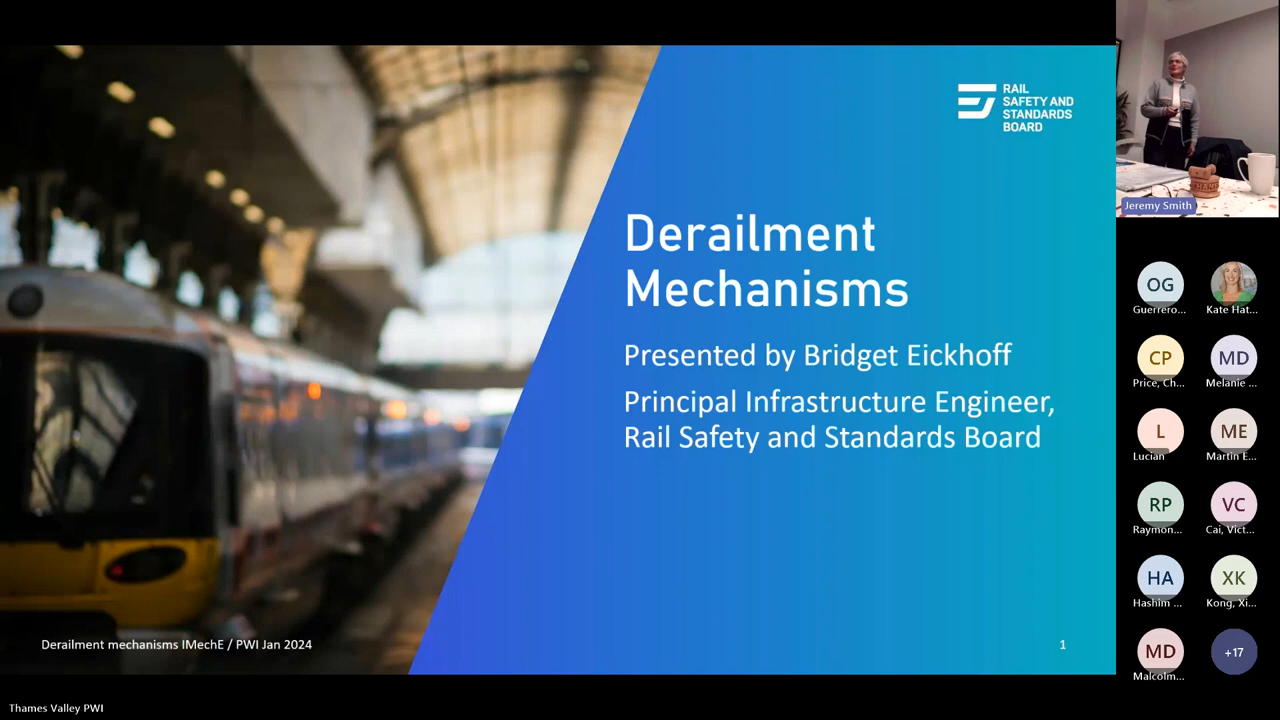 RAIL
SAFETY AND
STANDARDS
BOARD
Derailment
Mechanisms
Presented by Bridget Eickhoff
Principal Infrastructure Engineer,
Rail Safety and Standards Board
Derailment mechanisms IMechE / PWI Jan 2024
1
Jeremy Smith
OG
Guerrero...
Kate Hat...
CP
Price, Ch...
MD
Melanie ...
L
Lucian
ME
Martin E...
RP
Raymon...
VC
Cai, Vict...
HA
Hashim ...
XK
Kong, Xi...
MD
Malcolm...
+17
Thames Valley PWI